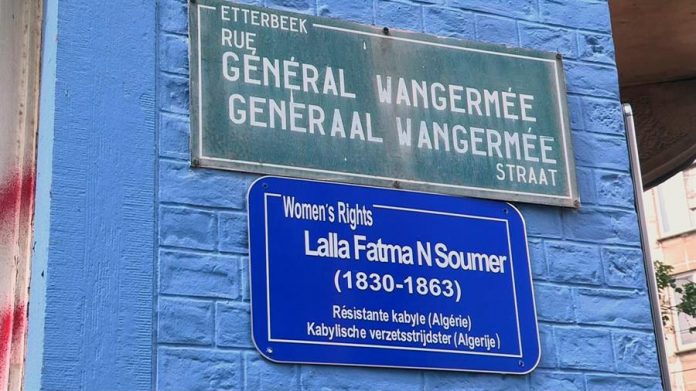 ETTERBEEK
RUE
GÉNÉRAL WANGERMÉE
GENERAAL WANGERMÉE
STRAAT
Women's Rights
Lalla Fatma N Soumer
(1830-1863)
Résistante kabyle (Algérie)
Kabylische verzetsstrijdster (Algerije)